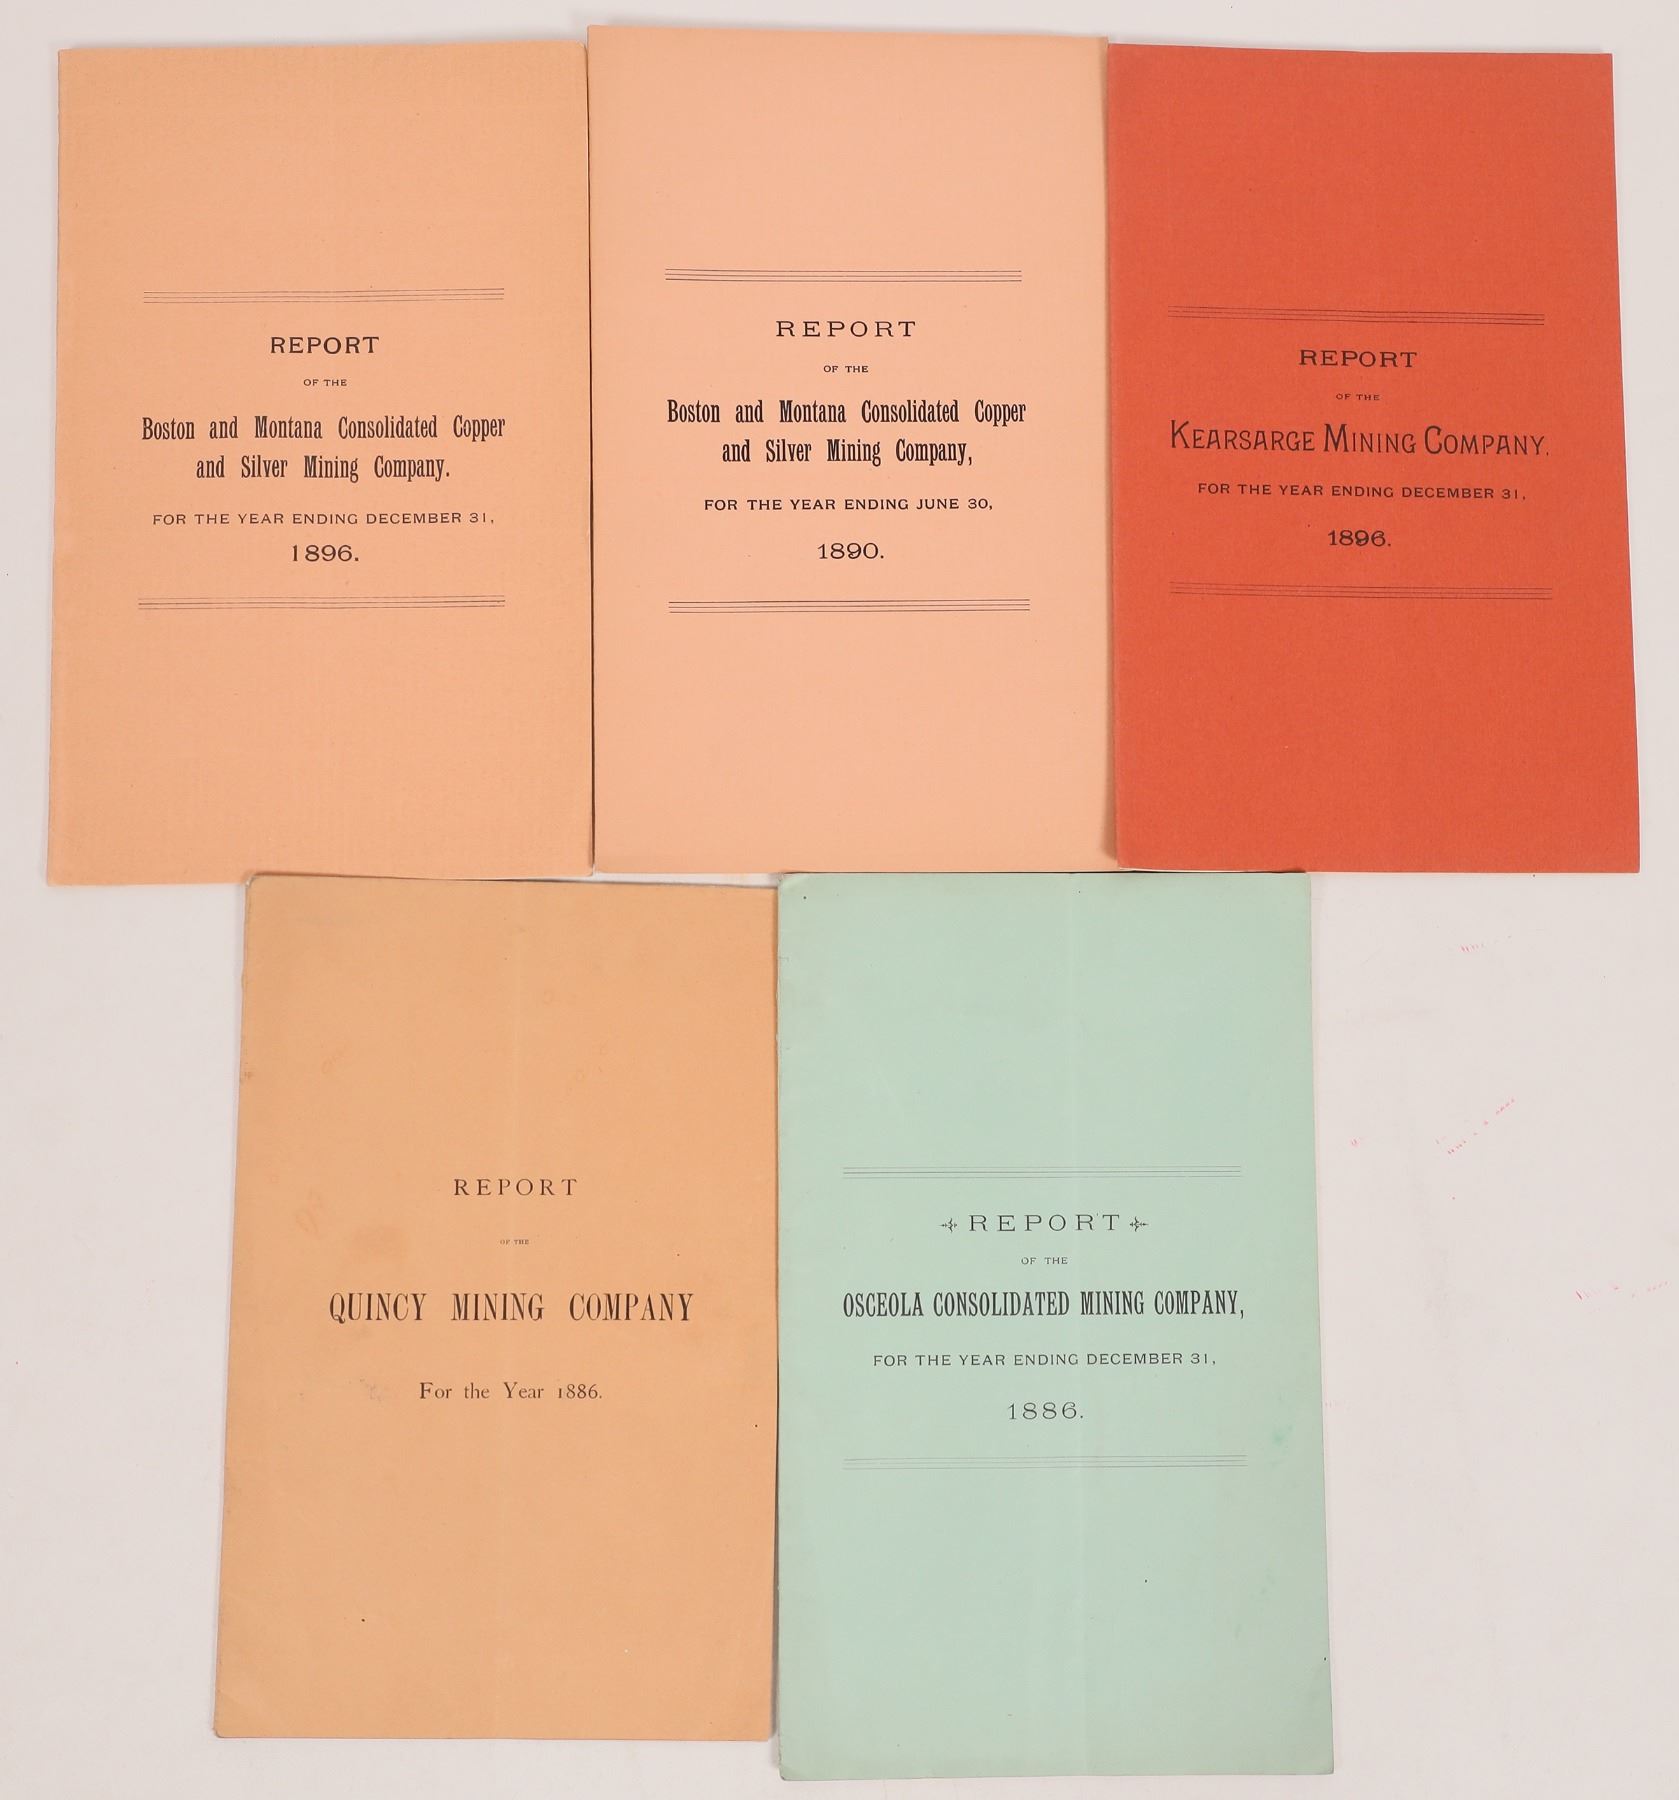 REPORT
OF THE
Boston and Montana Consolidated Copper
and Silver Mining Company.
FOR THE YEAR ENDING DECEMBER 31,
1896.
REPORT
OF THE
Boston and Montana Consolidated Copper
and Silver Mining Company,
FOR THE YEAR ENDING JUNE 30,
1890.
REPORT
OF THE
KEARSARGE MINING COMPANY.
FOR THE YEAR ENDING DECEMBER 31,
1896.
REPORT
OF THE
QUINCY MINING COMPANY
For the Year 1886.
REPORT
OF THE
OSCEOLA CONSOLIDATED MINING COMPANY,
FOR THE YEAR ENDING DECEMBER 31,
1886.